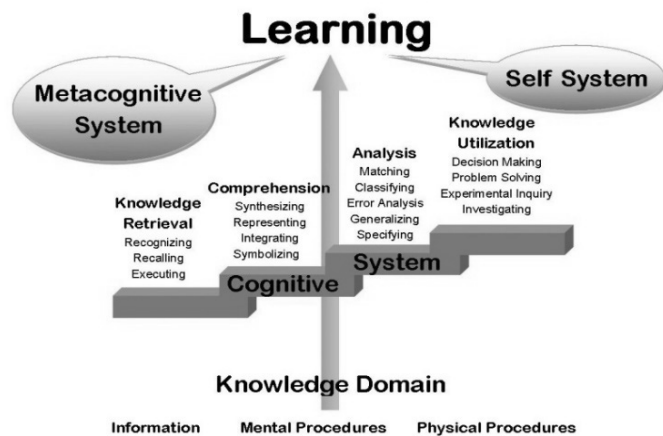 Learning
Metacognitive
System
Self System
Knowledge
Retrieval
Recognizing
Recalling
Executing
Comprehension
Synthesizing
Representing
Integrating
Symbolizing
Analysis
Matching
Classifying
Error Analysis
Generalizing
Specifying
Knowledge
Utilization
Decision Making
Problem Solving
Experimental Inquiry
Investigating
Cognitive
System
Knowledge Domain
Information Mental Procedures Physical Procedures